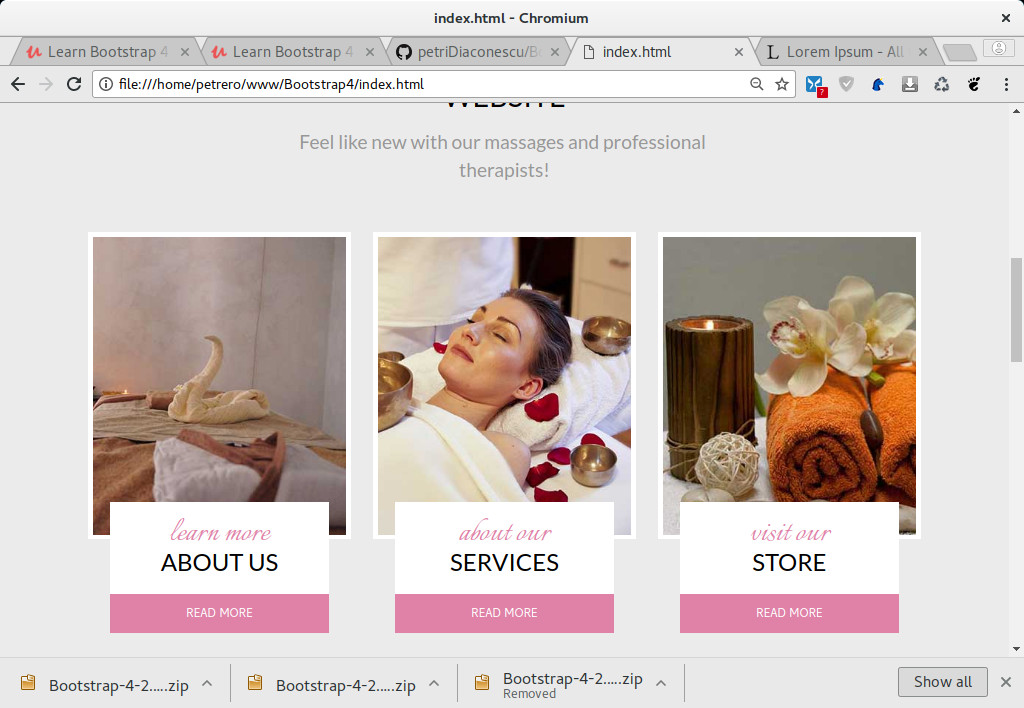 index.html - Chromium
Learn Bootstrap 4
Learn Bootstrap 4
petriDiaconescu/B
index.html
Lorem Ipsum - All
file:///home/petrero/www/Bootstrap4/index.html
WEBSITE
Feel like new with our massages and professional
therapists!
learn more
ABOUT US
READ MORE
about our
SERVICES
READ MORE
visit our
STORE
READ MORE
Bootstrap-4-2.....zip
Bootstrap-4-2.....zip
Bootstrap-4-2.....zip
Removed
Show all